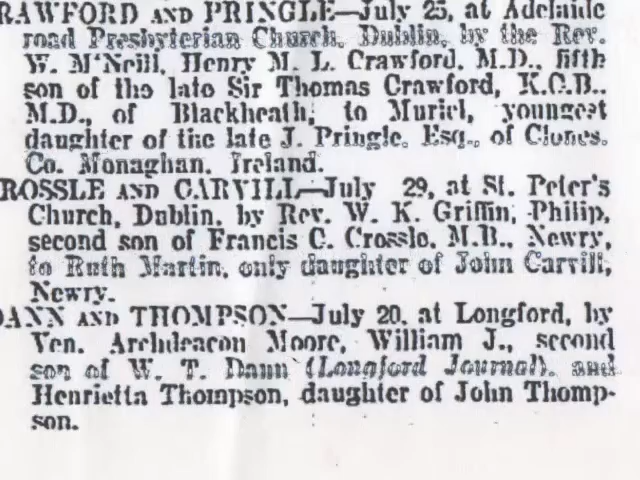 RAWFORD AND PRINGLE—July 25, at Adelaide
road Presbyterian Church, Dublin, by the Rev.
W. M'Neill, Henry M. L. Crawford, M.D., fifth
son of the late Sir Thomas Crawford, K.C.B.,
M.D., of Blackheath, to Muriel, youngest
daughter of the late J. Pringle, Esq., of Clones,
Co. Monaghan, Ireland.
ROSSLE AND CARVILL—July 29, at St. Peter's
Church, Dublin, by Rev. W. K. Griffin, Philip,
second son of Francis C. Crossle, M.B., Newry,
to Ruth Martin, only daughter of John Carvill,
Newry.
DANN AND THOMPSON—July 20, at Longford, by
Ven. Archdeacon Moore, William J., second
son of W. T. Dann (Longford Journal), and
Henrietta Thompson, daughter of John Thomp-
son.